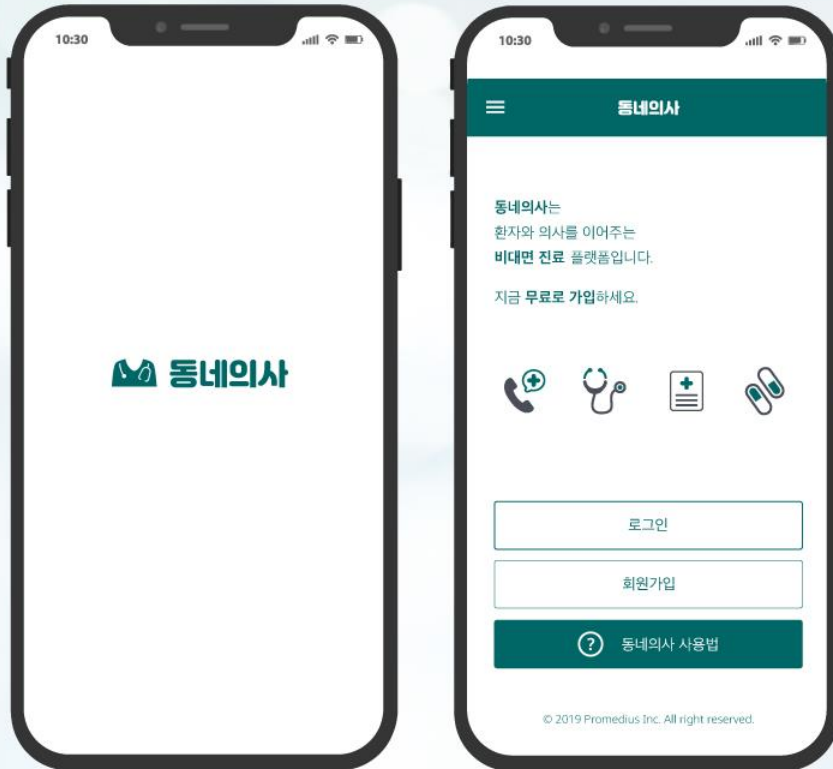 10:30
동네의사
10:30
동네의사
동네의사는
환자와 의사를 이어주는
비대면 진료 플랫폼입니다.
지금 무료로 가입하세요.
로그인
회원가입
? 동네의사 사용법
© 2019 Promedius Inc. All right reserved.